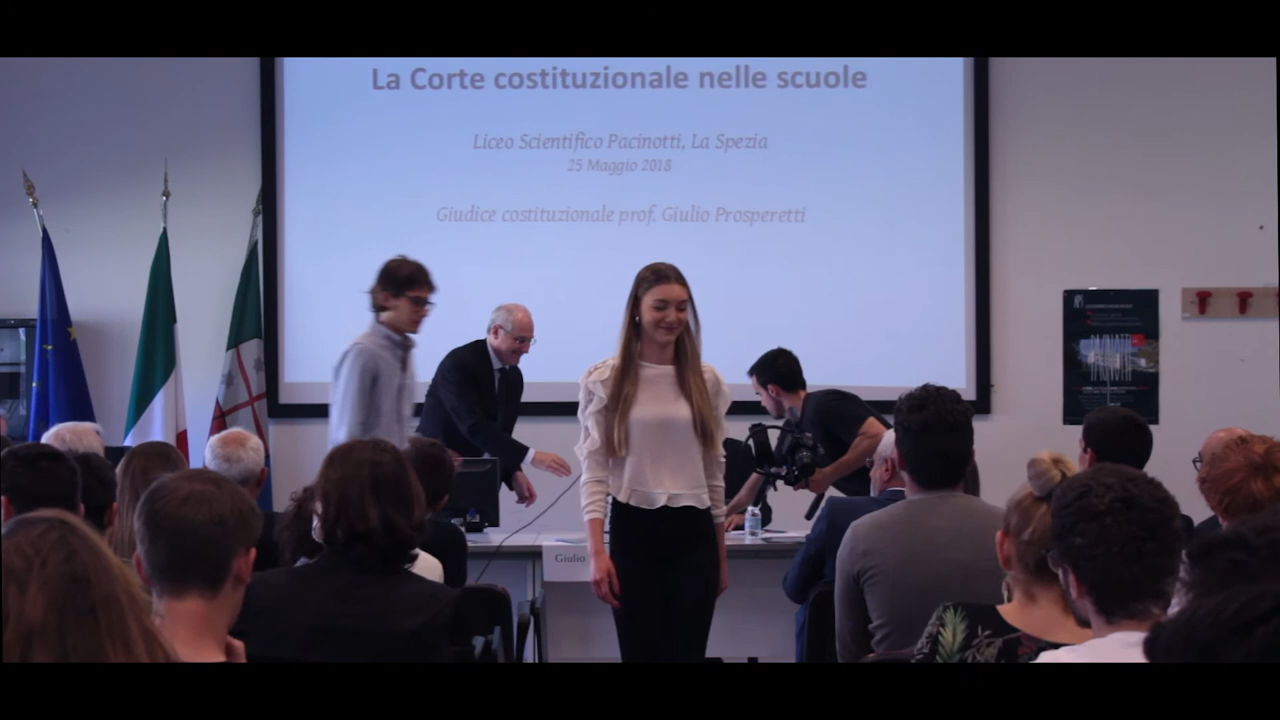 La Corte costituzionale nelle scuole
Liceo Scientifico Pacinotti, La Spezia
25 Maggio 2018
Giudice costituzionale prof. Giulio Prosperetti
Giulio